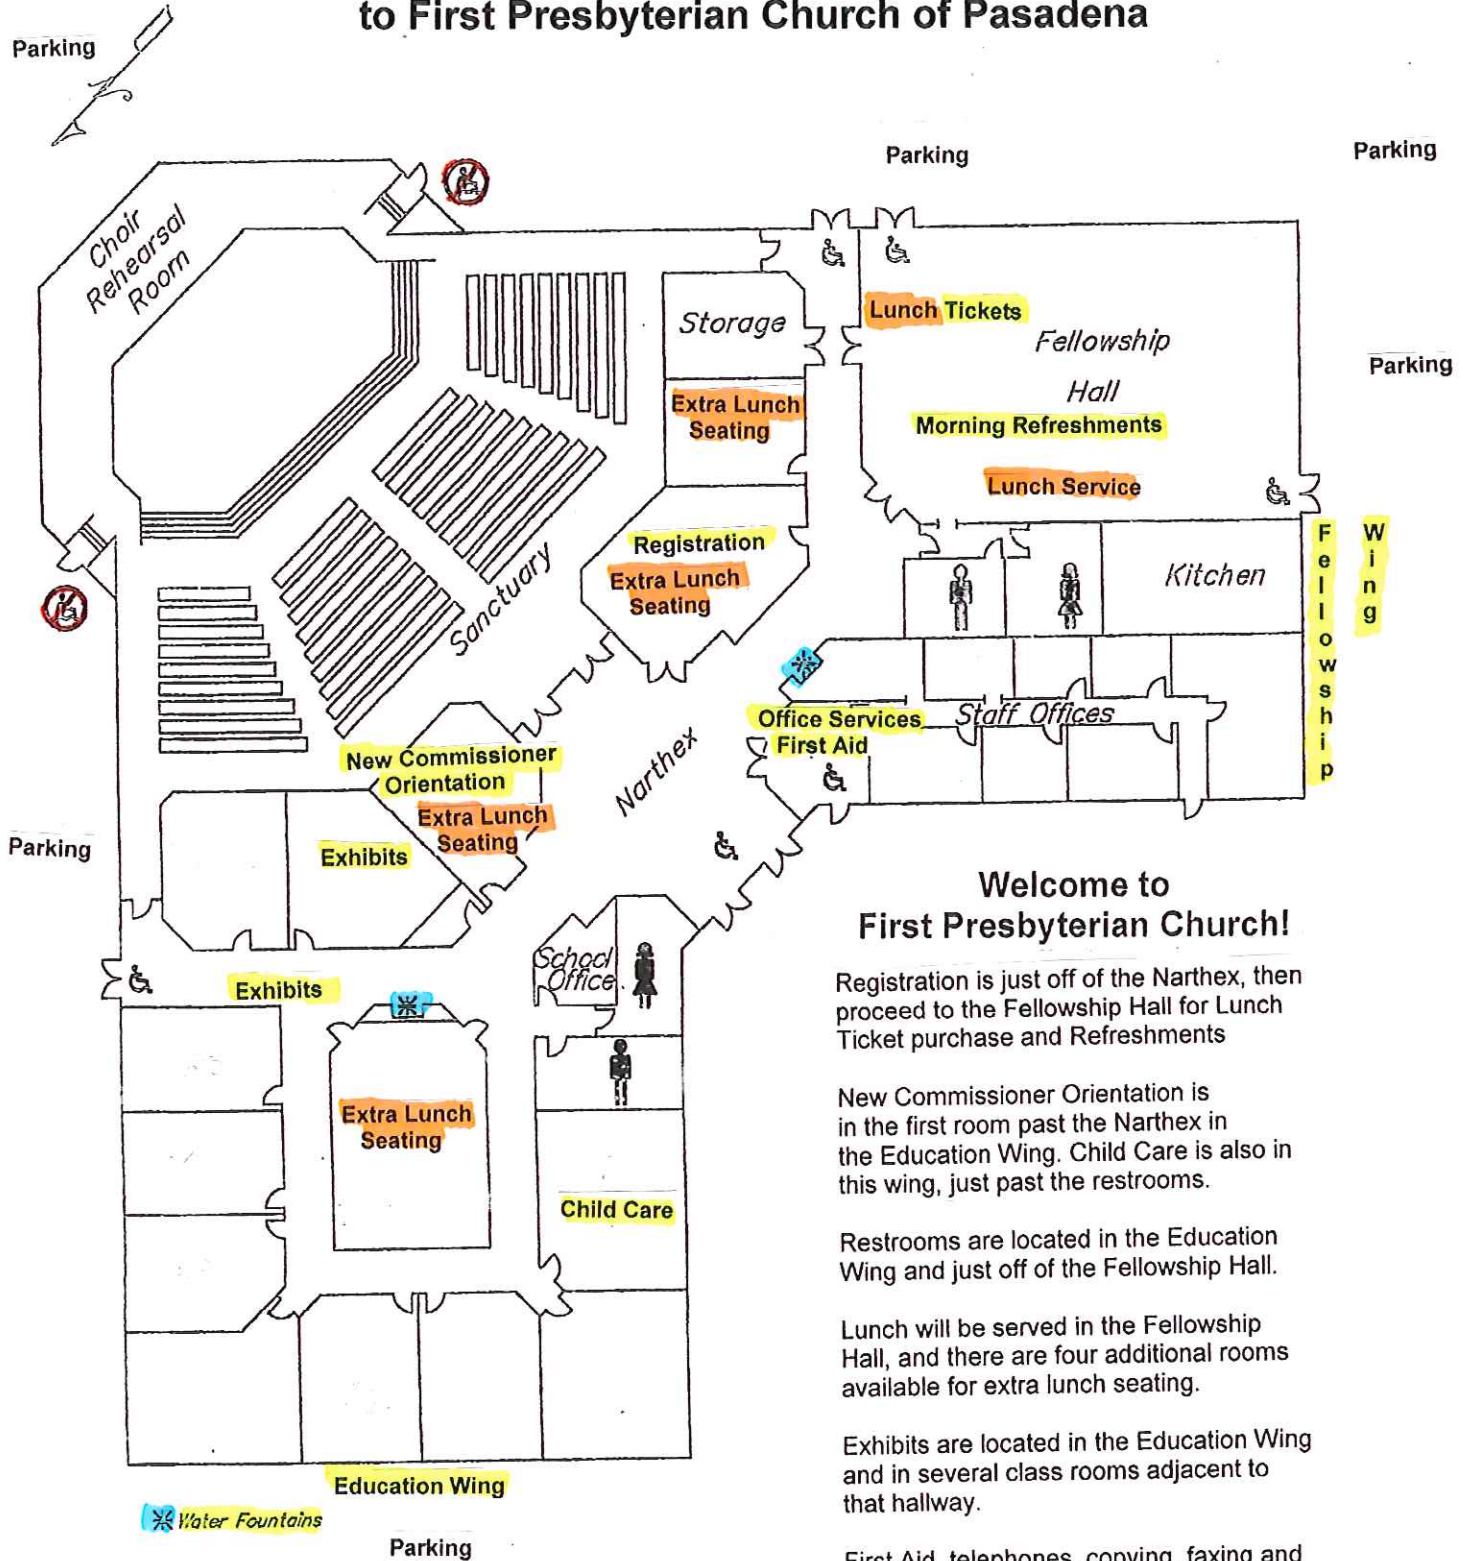 to First Presbyterian Church of Pasadena
Parking
Parking
Parking
Choir
Rehearsal
Room
Storage
Lunch Tickets
Fellowship
Hall
Parking
Extra Lunch
Seating
Morning Refreshments
Lunch Service
Registration
Extra Lunch
Seating
Sanctuary
Kitchen
Fellowship
Wing
Office Services
First Aid
Staff Offices
Narthex
New Commissioner
Orientation
Extra Lunch
Seating
Parking
Exhibits
School
Office
Exhibits
Extra Lunch
Seating
Child Care
Education Wing
Water Fountains
Parking
Welcome to
First Presbyterian Church!
Registration is just off of the Narthex, then
proceed to the Fellowship Hall for Lunch
Ticket purchase and Refreshments
New Commissioner Orientation is
in the first room past the Narthex in
the Education Wing. Child Care is also in
this wing, just past the restrooms.
Restrooms are located in the Education
Wing and just off of the Fellowship Hall.
Lunch will be served in the Fellowship
Hall, and there are four additional rooms
available for extra lunch seating.
Exhibits are located in the Education Wing
and in several class rooms adjacent to
that hallway.
First Aid, telephones, copying, faxing and